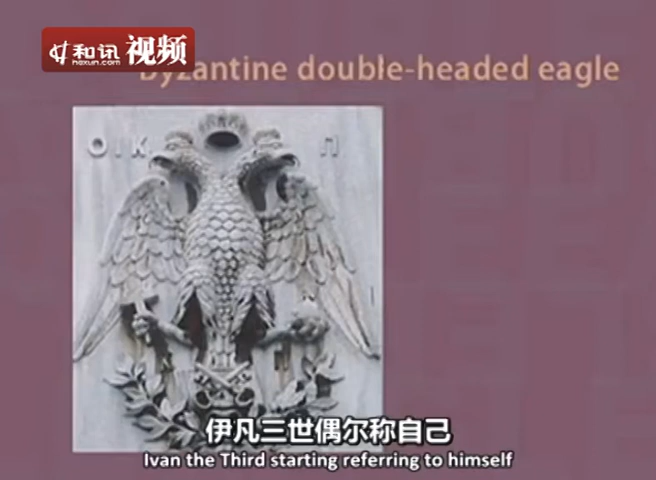 和讯 视频
hexun.com
Byzantine double-headed eagle
ΟΙΚ Π
伊凡三世偶尔称自己
Ivan the Third starting referring to himself